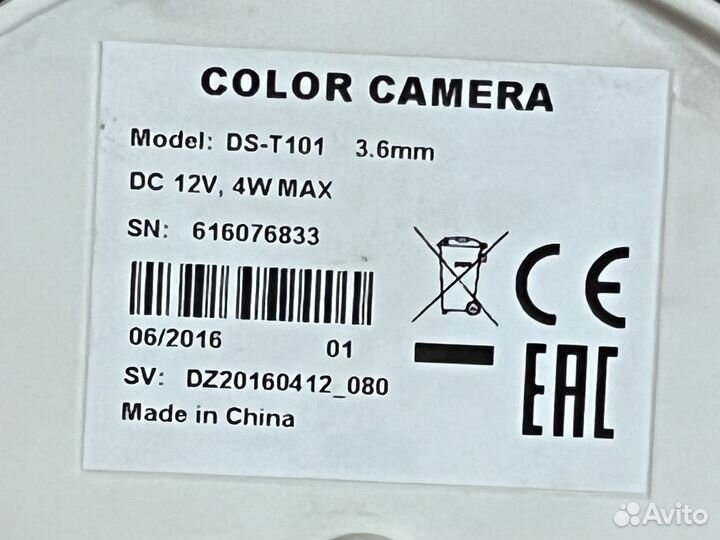 COLOR CAMERA
Model: DS-T101 3.6mm
DC 12V, 4W MAX
SN: 616076833
06/2016 01
SV: DZ20160412_080
Made in China
CE
EAC
Avito